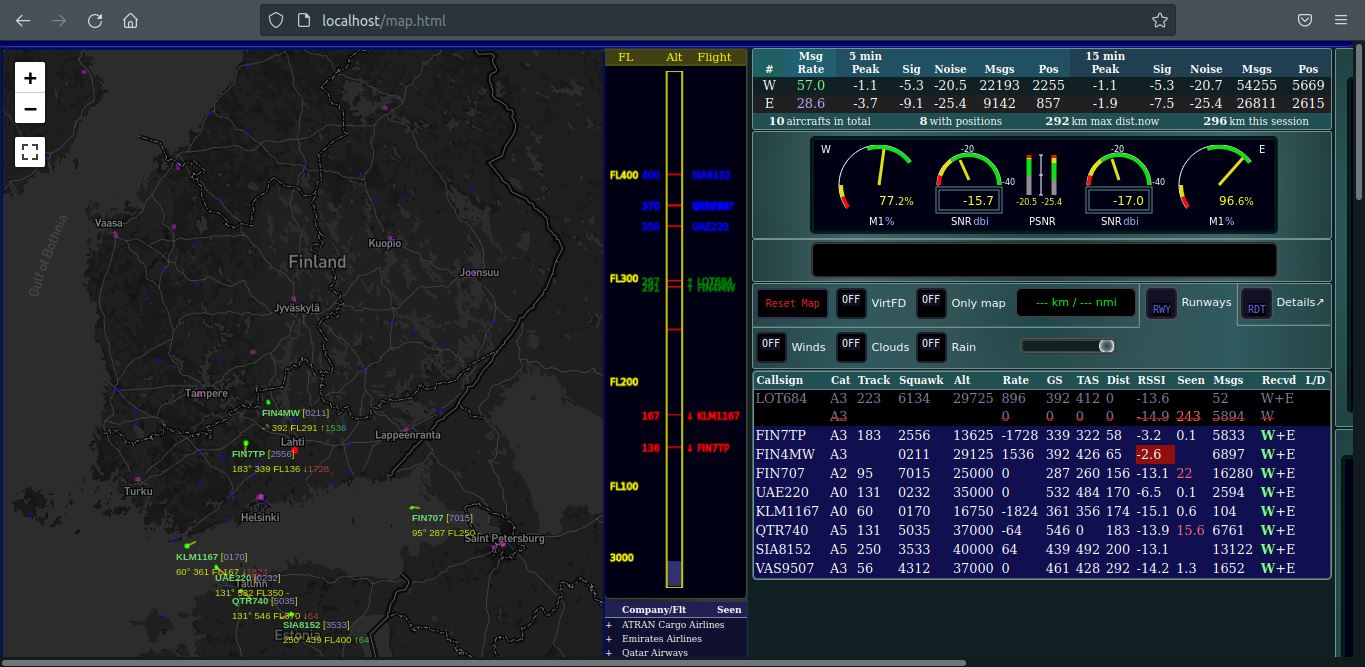 localhost/map.html
+
−
Gulf of Bothnia
Vaasa
Kuopio
Finland
Joensuu
Jyväskylä
Tampere
FIN4MW [0211]
-° 392 FL291 ↑1536
Lahti
Lappeenranta
FIN7TP [2556]
183° 339 FL136 ↓1728
Turku
Helsinki
FIN707 [7015]
95° 287 FL250
Saint Petersburg
KLM1167 [0170]
60° 361 FL167 ↓1824
UAE220 [0232]
Tallinn
131° 532 FL350 -
QTR740 [5035]
131° 546 FL370 ↓64
SIA8152 [3533]
Estonia
250° 439 FL400 ↑64
FL Alt Flight
FL400 400 SIA8152
370
350 UAE220
FL300 297 ↑ LOT684
291 ↑ FIN4MW
FL200
167 ↓ KLM1167
136 ↓ FIN7TP
FL100
3000
Company/Flt Seen
+ ATRAN Cargo Airlines
+ Emirates Airlines
+ Qatar Airways
Msg 5 min 15 min
# Rate Peak Sig Noise Msgs Pos Peak Sig Noise Msgs Pos
W 57.0 -1.1 -5.3 -20.5 22193 2255 -1.1 -5.3 -20.7 54255 5669
E 28.6 -3.7 -9.1 -25.4 9142 857 -1.9 -7.5 -25.4 26811 2615
10 aircrafts in total 8 with positions 292 km max dist.now 296 km this session
W -20 -20 E
-40 -40
77.2% -15.7 -20.5 -25.4 -17.0 96.6%
M1% SNR dbi PSNR SNR dbi M1%
Reset Map OFF VirtFD OFF Only map --- km / --- nmi RWY Runways RDT Details↗
OFF Winds OFF Clouds OFF Rain
Callsign Cat Track Squawk Alt Rate GS TAS Dist RSSI Seen Msgs Recvd L/D
LOT684 A3 223 6134 29725 896 392 412 0 -13.6 52 W+E
A3 0 0 0 0 -14.9 243 5894 W
FIN7TP A3 183 2556 13625 -1728 339 322 58 -3.2 0.1 5833 W+E
FIN4MW A3 0211 29125 1536 392 426 65 -2.6 6897 W+E
FIN707 A2 95 7015 25000 0 287 260 156 -13.1 22 16280 W+E
UAE220 A0 131 0232 35000 0 532 484 170 -6.5 0.1 2594 W+E
KLM1167 A0 60 0170 16750 -1824 361 356 174 -15.1 0.6 104 W+E
QTR740 A5 131 5035 37000 -64 546 0 183 -13.9 15.6 6761 W+E
SIA8152 A5 250 3533 40000 64 439 492 200 -13.1 13122 W+E
VAS9507 A3 56 4312 37000 0 461 428 292 -14.2 1.3 1652 W+E